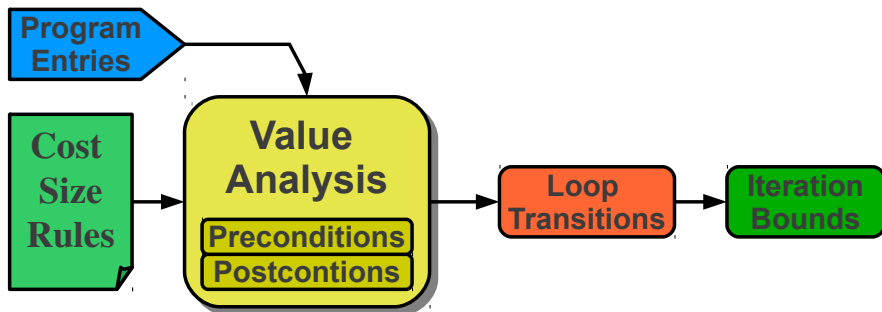 Program
Entries
Cost
Size
Rules
Value
Analysis
Preconditions
Postcontions
Loop
Transitions
Iteration
Bounds